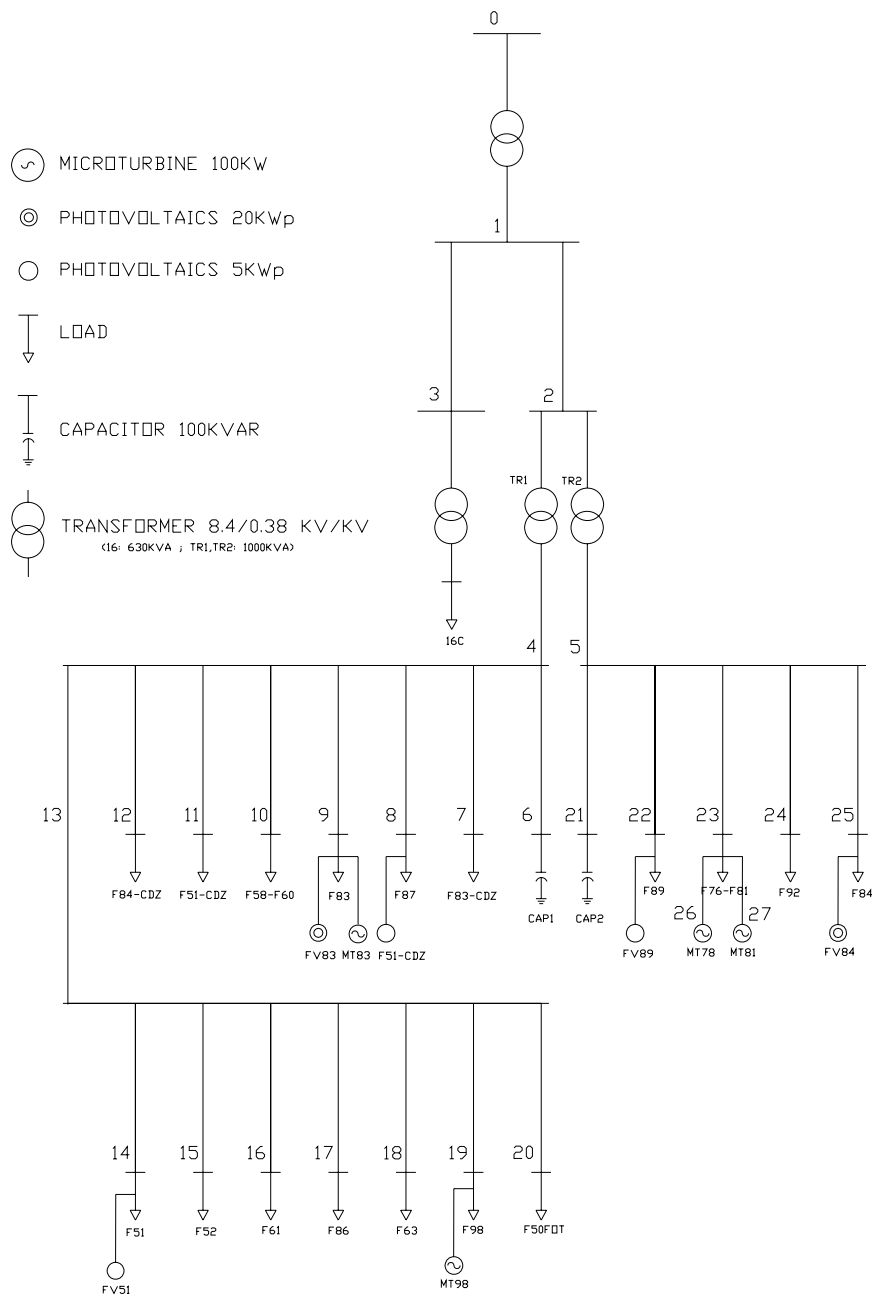 0
MICROTURBINE 100KW
PHOTOVOLTAICS 20KWp
1
PHOTOVOLTAICS 5KWp
LOAD
3 2
CAPACITOR 100KVAR
TR1 TR2
TRANSFORMER 8.4/0.38 KV/KV
(16: 630KVA ; TR1,TR2: 1000KVA)
16C
4 5
13 12 11 10 9 8 7 6 21 22 23 24 25
F84-CDZ F51-CDZ F58-F60 F83 F87 F83-CDZ F89 F76-F81 F92 F84
CAP1 CAP2 26 27
FV83 MT83 F51-CDZ FV89 MT78 MT81 FV84
14 15 16 17 18 19 20
F51 F52 F61 F86 F63 F98 F50FOT
FV51 MT98